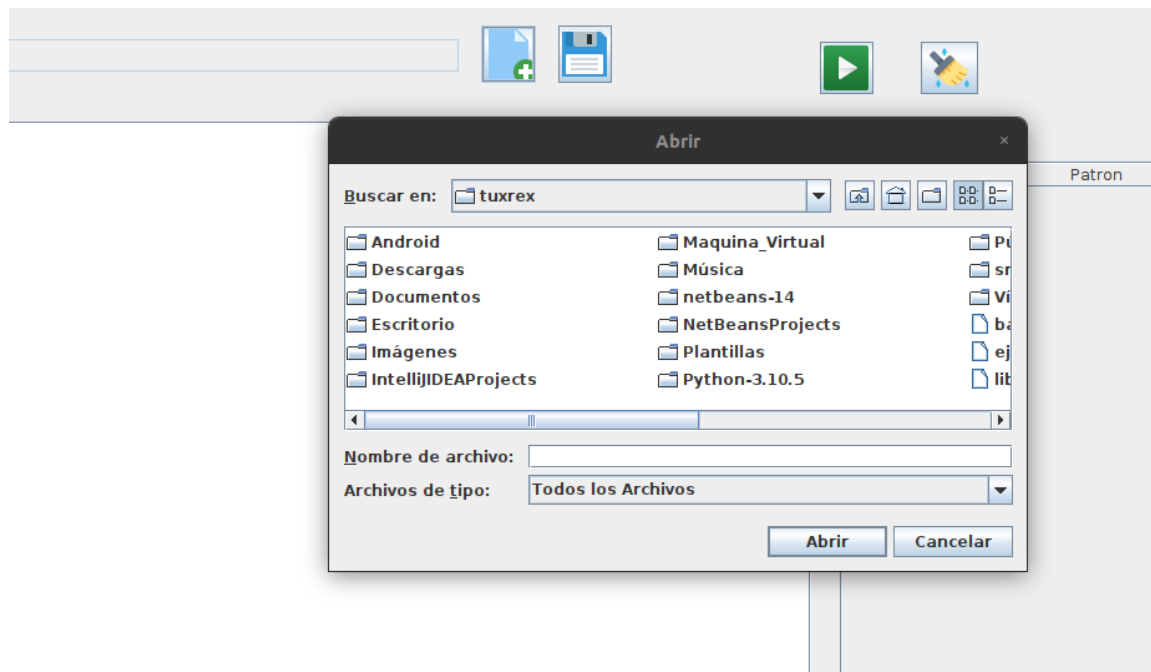 Abrir
Patron
Buscar en: tuxrex
Android
Descargas
Documentos
Escritorio
Imágenes
IntelliJIDEAProjects
Maquina_Virtual
Música
netbeans-14
NetBeansProjects
Plantillas
Python-3.10.5
Nombre de archivo:
Archivos de tipo: Todos los Archivos
Abrir Cancelar